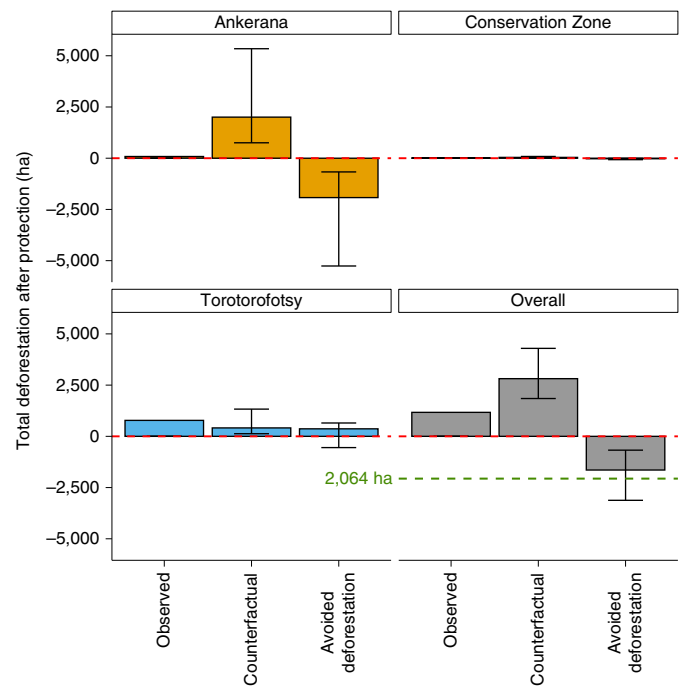 Ankerana
Conservation Zone
Total deforestation after protection (ha)
5,000
2,500
0
−2,500
−5,000
Torotorofotsy
Overall
5,000
2,500
0
−2,500
−5,000
2,064 ha
Observed
Counterfactual
Avoided
deforestation
Observed
Counterfactual
Avoided
deforestation